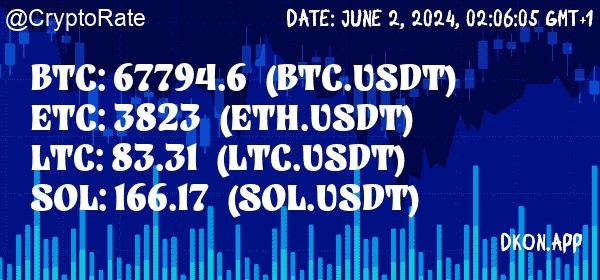 @CryptoRate
DATE: JUNE 2, 2024, 02:06:05 GMT+1
BTC: 67794.6 (BTC.USDT)
ETC: 3823 (ETH.USDT)
LTC: 83.31 (LTC.USDT)
SOL: 166.17 (SOL.USDT)
DKON.APP